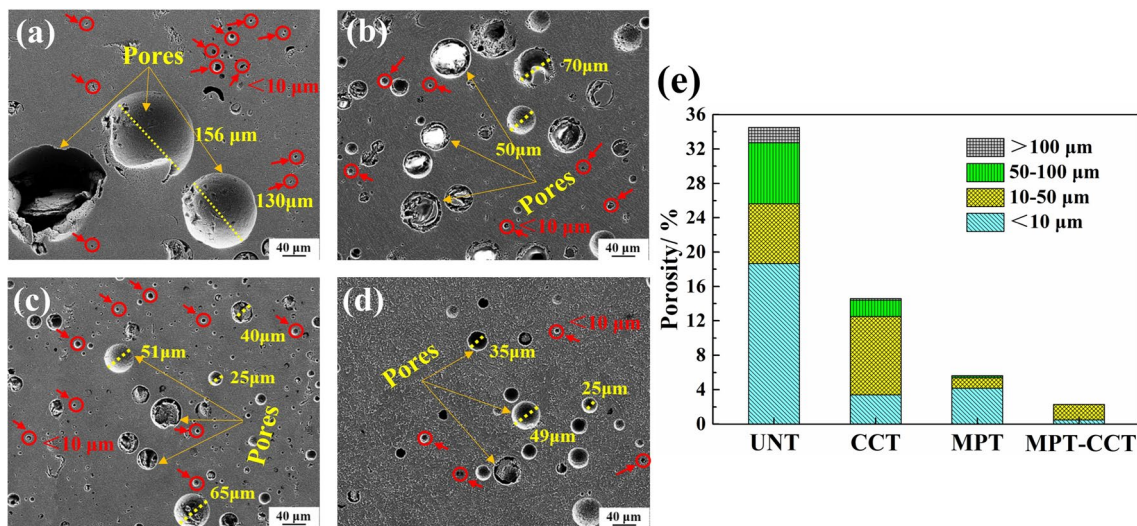 (a)
Pores
<10 μm
156 μm
130μm
40 μm
(b)
70μm
50μm
Pores
<10 μm
40 μm
(c)
40μm
51μm
25μm
Pores
<10 μm
65μm
40 μm
(d)
<10 μm
35μm
Pores
25μm
49μm
40 μm
(e)
Porosity/ %
36
32
28
24
20
16
12
8
4
0
>100 μm
50-100 μm
10-50 μm
<10 μm
UNT CCT MPT MPT-CCT